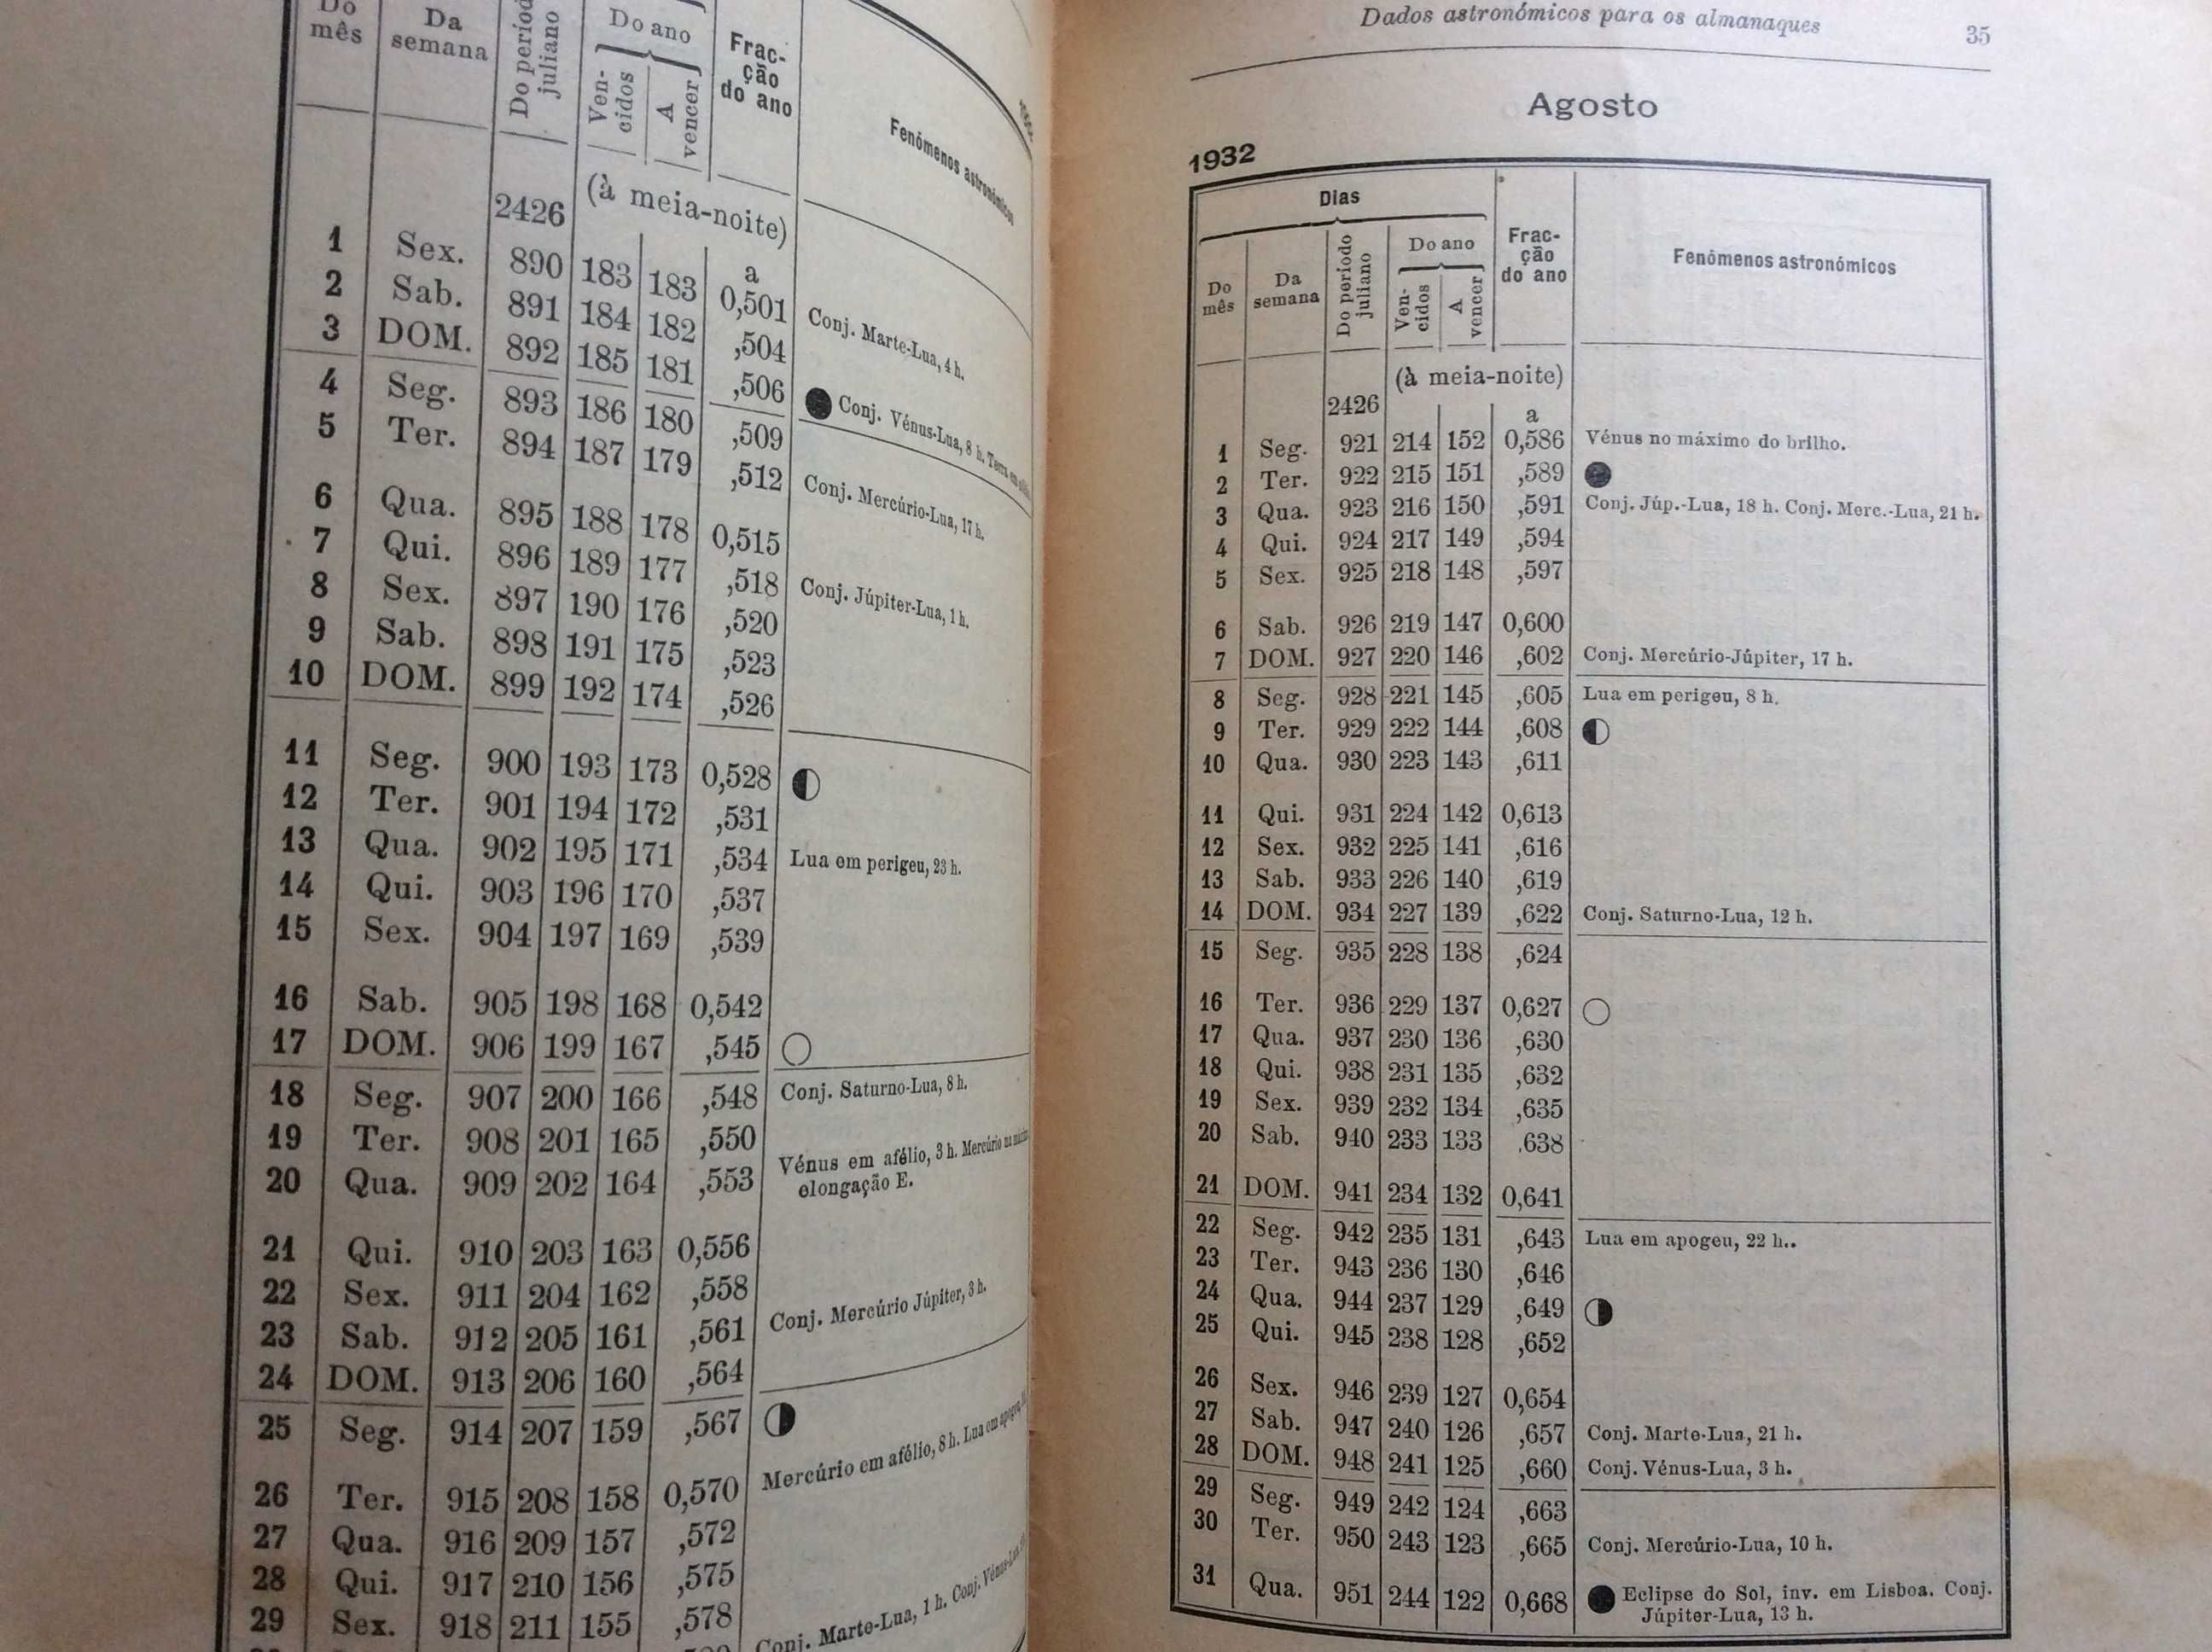 Do mês
Da semana
Do período juliano
Do ano
Vencidos
A vencer
Fracção do ano
Fenómenos astronómicos
2426 (à meia-noite)
a
1 Sex. 890 183 183 0,501
2 Sab. 891 184 182 ,504 Conj. Marte-Lua, 4 h.
3 DOM. 892 185 181 ,506
4 Seg. 893 186 180 ,509 Conj. Vénus-Lua, 8 h. Terra em
5 Ter. 894 187 179 ,512 Conj. Mercúrio-Lua, 17 h.
6 Qua. 895 188 178 0,515
7 Qui. 896 189 177 ,518 Conj. Júpiter-Lua, 1 h.
8 Sex. 897 190 176 ,520
9 Sab. 898 191 175 ,523
10 DOM. 899 192 174 ,526
11 Seg. 900 193 173 0,528
12 Ter. 901 194 172 ,531
13 Qua. 902 195 171 ,534 Lua em perigeu, 23 h.
14 Qui. 903 196 170 ,537
15 Sex. 904 197 169 ,539
16 Sab. 905 198 168 0,542
17 DOM. 906 199 167 ,545
18 Seg. 907 200 166 ,548 Conj. Saturno-Lua, 8 h.
19 Ter. 908 201 165 ,550
20 Qua. 909 202 164 ,553 Vénus em afélio, 3 h. Mercúrio na
elongação E.
21 Qui. 910 203 163 0,556
22 Sex. 911 204 162 ,558
23 Sab. 912 205 161 ,561 Conj. Mercúrio Júpiter, 3 h.
24 DOM. 913 206 160 ,564
25 Seg. 914 207 159 ,567
26 Ter. 915 208 158 0,570 Mercúrio em afélio, 8 h. Lua em apogeu,
27 Qua. 916 209 157 ,572
28 Qui. 917 210 156 ,575
29 Sex. 918 211 155 ,578
Conj. Marte-Lua, 1 h. Conj. Vénus-Lua
Dados astronómicos para os almanaques 35
Agosto
1932
Dias
Do mês
Da semana
Do período juliano
Do ano
Vencidos
A vencer
Fracção do ano
Fenómenos astronómicos
2426 (à meia-noite)
a
1 Seg. 921 214 152 0,586 Vénus no máximo do brilho.
2 Ter. 922 215 151 ,589
3 Qua. 923 216 150 ,591 Conj. Júp.-Lua, 18 h. Conj. Merc.-Lua, 21 h.
4 Qui. 924 217 149 ,594
5 Sex. 925 218 148 ,597
6 Sab. 926 219 147 0,600
7 DOM. 927 220 146 ,602 Conj. Mercúrio-Júpiter, 17 h.
8 Seg. 928 221 145 ,605 Lua em perigeu, 8 h.
9 Ter. 929 222 144 ,608
10 Qua. 930 223 143 ,611
11 Qui. 931 224 142 0,613
12 Sex. 932 225 141 ,616
13 Sab. 933 226 140 ,619
14 DOM. 934 227 139 ,622 Conj. Saturno-Lua, 12 h.
15 Seg. 935 228 138 ,624
16 Ter. 936 229 137 0,627
17 Qua. 937 230 136 ,630
18 Qui. 938 231 135 ,632
19 Sex. 939 232 134 ,635
20 Sab. 940 233 133 ,638
21 DOM. 941 234 132 0,641
22 Seg. 942 235 131 ,643 Lua em apogeu, 22 h..
23 Ter. 943 236 130 ,646
24 Qua. 944 237 129 ,649
25 Qui. 945 238 128 ,652
26 Sex. 946 239 127 0,654
27 Sab. 947 240 126 ,657 Conj. Marte-Lua, 21 h.
28 DOM. 948 241 125 ,660 Conj. Vénus-Lua, 3 h.
29 Seg. 949 242 124 ,663
30 Ter. 950 243 123 ,665 Conj. Mercúrio-Lua, 10 h.
31 Qua. 951 244 122 0,668 Eclipse do Sol, inv. em Lisboa. Conj.
Júpiter-Lua, 13 h.